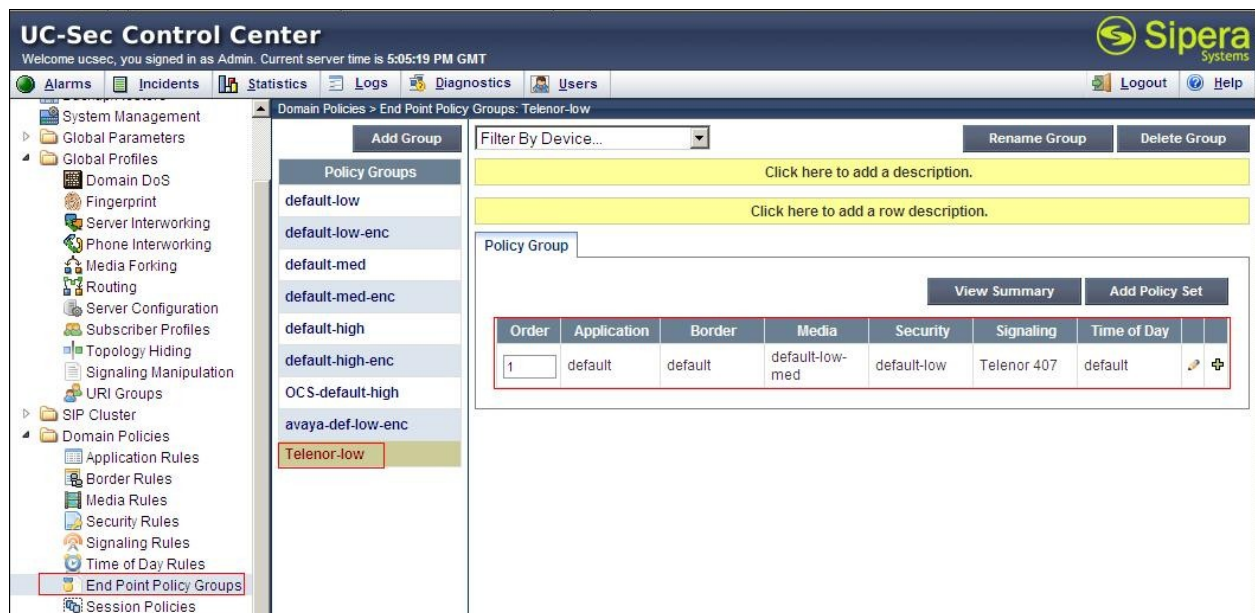 UC-Sec Control Center
Welcome ucsec, you signed in as Admin. Current server time is 5:05:19 PM GMT
Sipera
Systems
Alarms Incidents Statistics Logs Diagnostics Users Logout Help
System Management
Global Parameters
Global Profiles
Domain DoS
Fingerprint
Server Interworking
Phone Interworking
Media Forking
Routing
Server Configuration
Subscriber Profiles
Topology Hiding
Signaling Manipulation
URI Groups
SIP Cluster
Domain Policies
Application Rules
Border Rules
Media Rules
Security Rules
Signaling Rules
Time of Day Rules
End Point Policy Groups
Session Policies
Domain Policies > End Point Policy Groups: Telenor-low
Add Group
Policy Groups
default-low
default-low-enc
default-med
default-med-enc
default-high
default-high-enc
OCS-default-high
avaya-def-low-enc
Telenor-low
Filter By Device...
Rename Group Delete Group
Click here to add a description.
Click here to add a row description.
Policy Group
View Summary Add Policy Set
Order Application Border Media Security Signaling Time of Day
1 default default default-low-med default-low Telenor 407 default